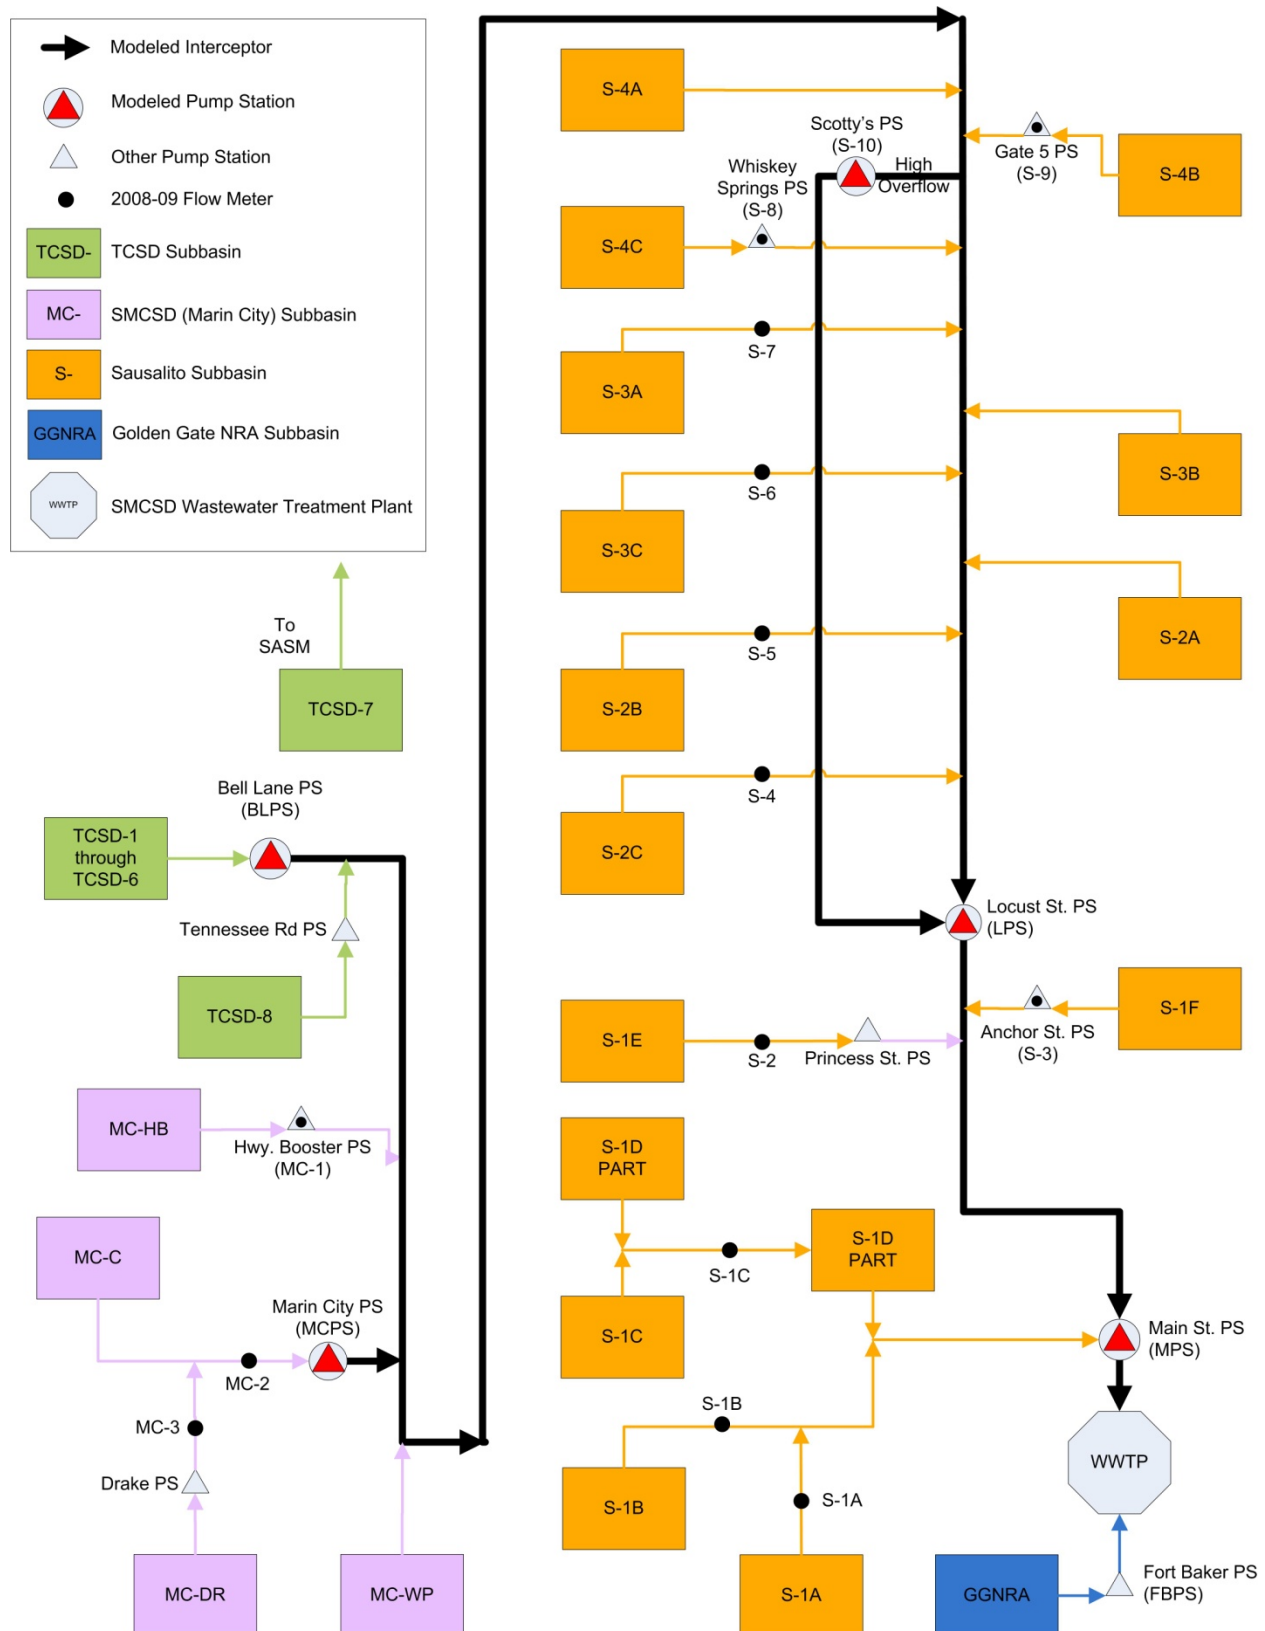 Modeled Interceptor
Modeled Pump Station
Other Pump Station
2008-09 Flow Meter
TCSD-
TCSD Subbasin
MC-
SMCSD (Marin City) Subbasin
S-
Sausalito Subbasin
GGNRA
Golden Gate NRA Subbasin
WWTP
SMCSD Wastewater Treatment Plant
To
SASM
TCSD-7
Bell Lane PS
(BLPS)
TCSD-1
through
TCSD-6
Tennessee Rd PS
TCSD-8
MC-HB
Hwy. Booster PS
(MC-1)
MC-C
Marin City PS
(MCPS)
MC-2
MC-3
Drake PS
MC-DR
MC-WP
S-4A
Scotty's PS
(S-10)
High
Overflow
Gate 5 PS
(S-9)
S-4B
Whiskey
Springs PS
(S-8)
S-4C
S-7
S-3A
S-3B
S-6
S-3C
S-2A
S-5
S-2B
S-4
S-2C
Locust St. PS
(LPS)
S-1F
Anchor St. PS
(S-3)
S-1E
S-2
Princess St. PS
S-1D
PART
S-1C
S-1C
S-1D
PART
Main St. PS
(MPS)
S-1B
S-1B
S-1A
S-1A
WWTP
GGNRA
Fort Baker PS
(FBPS)